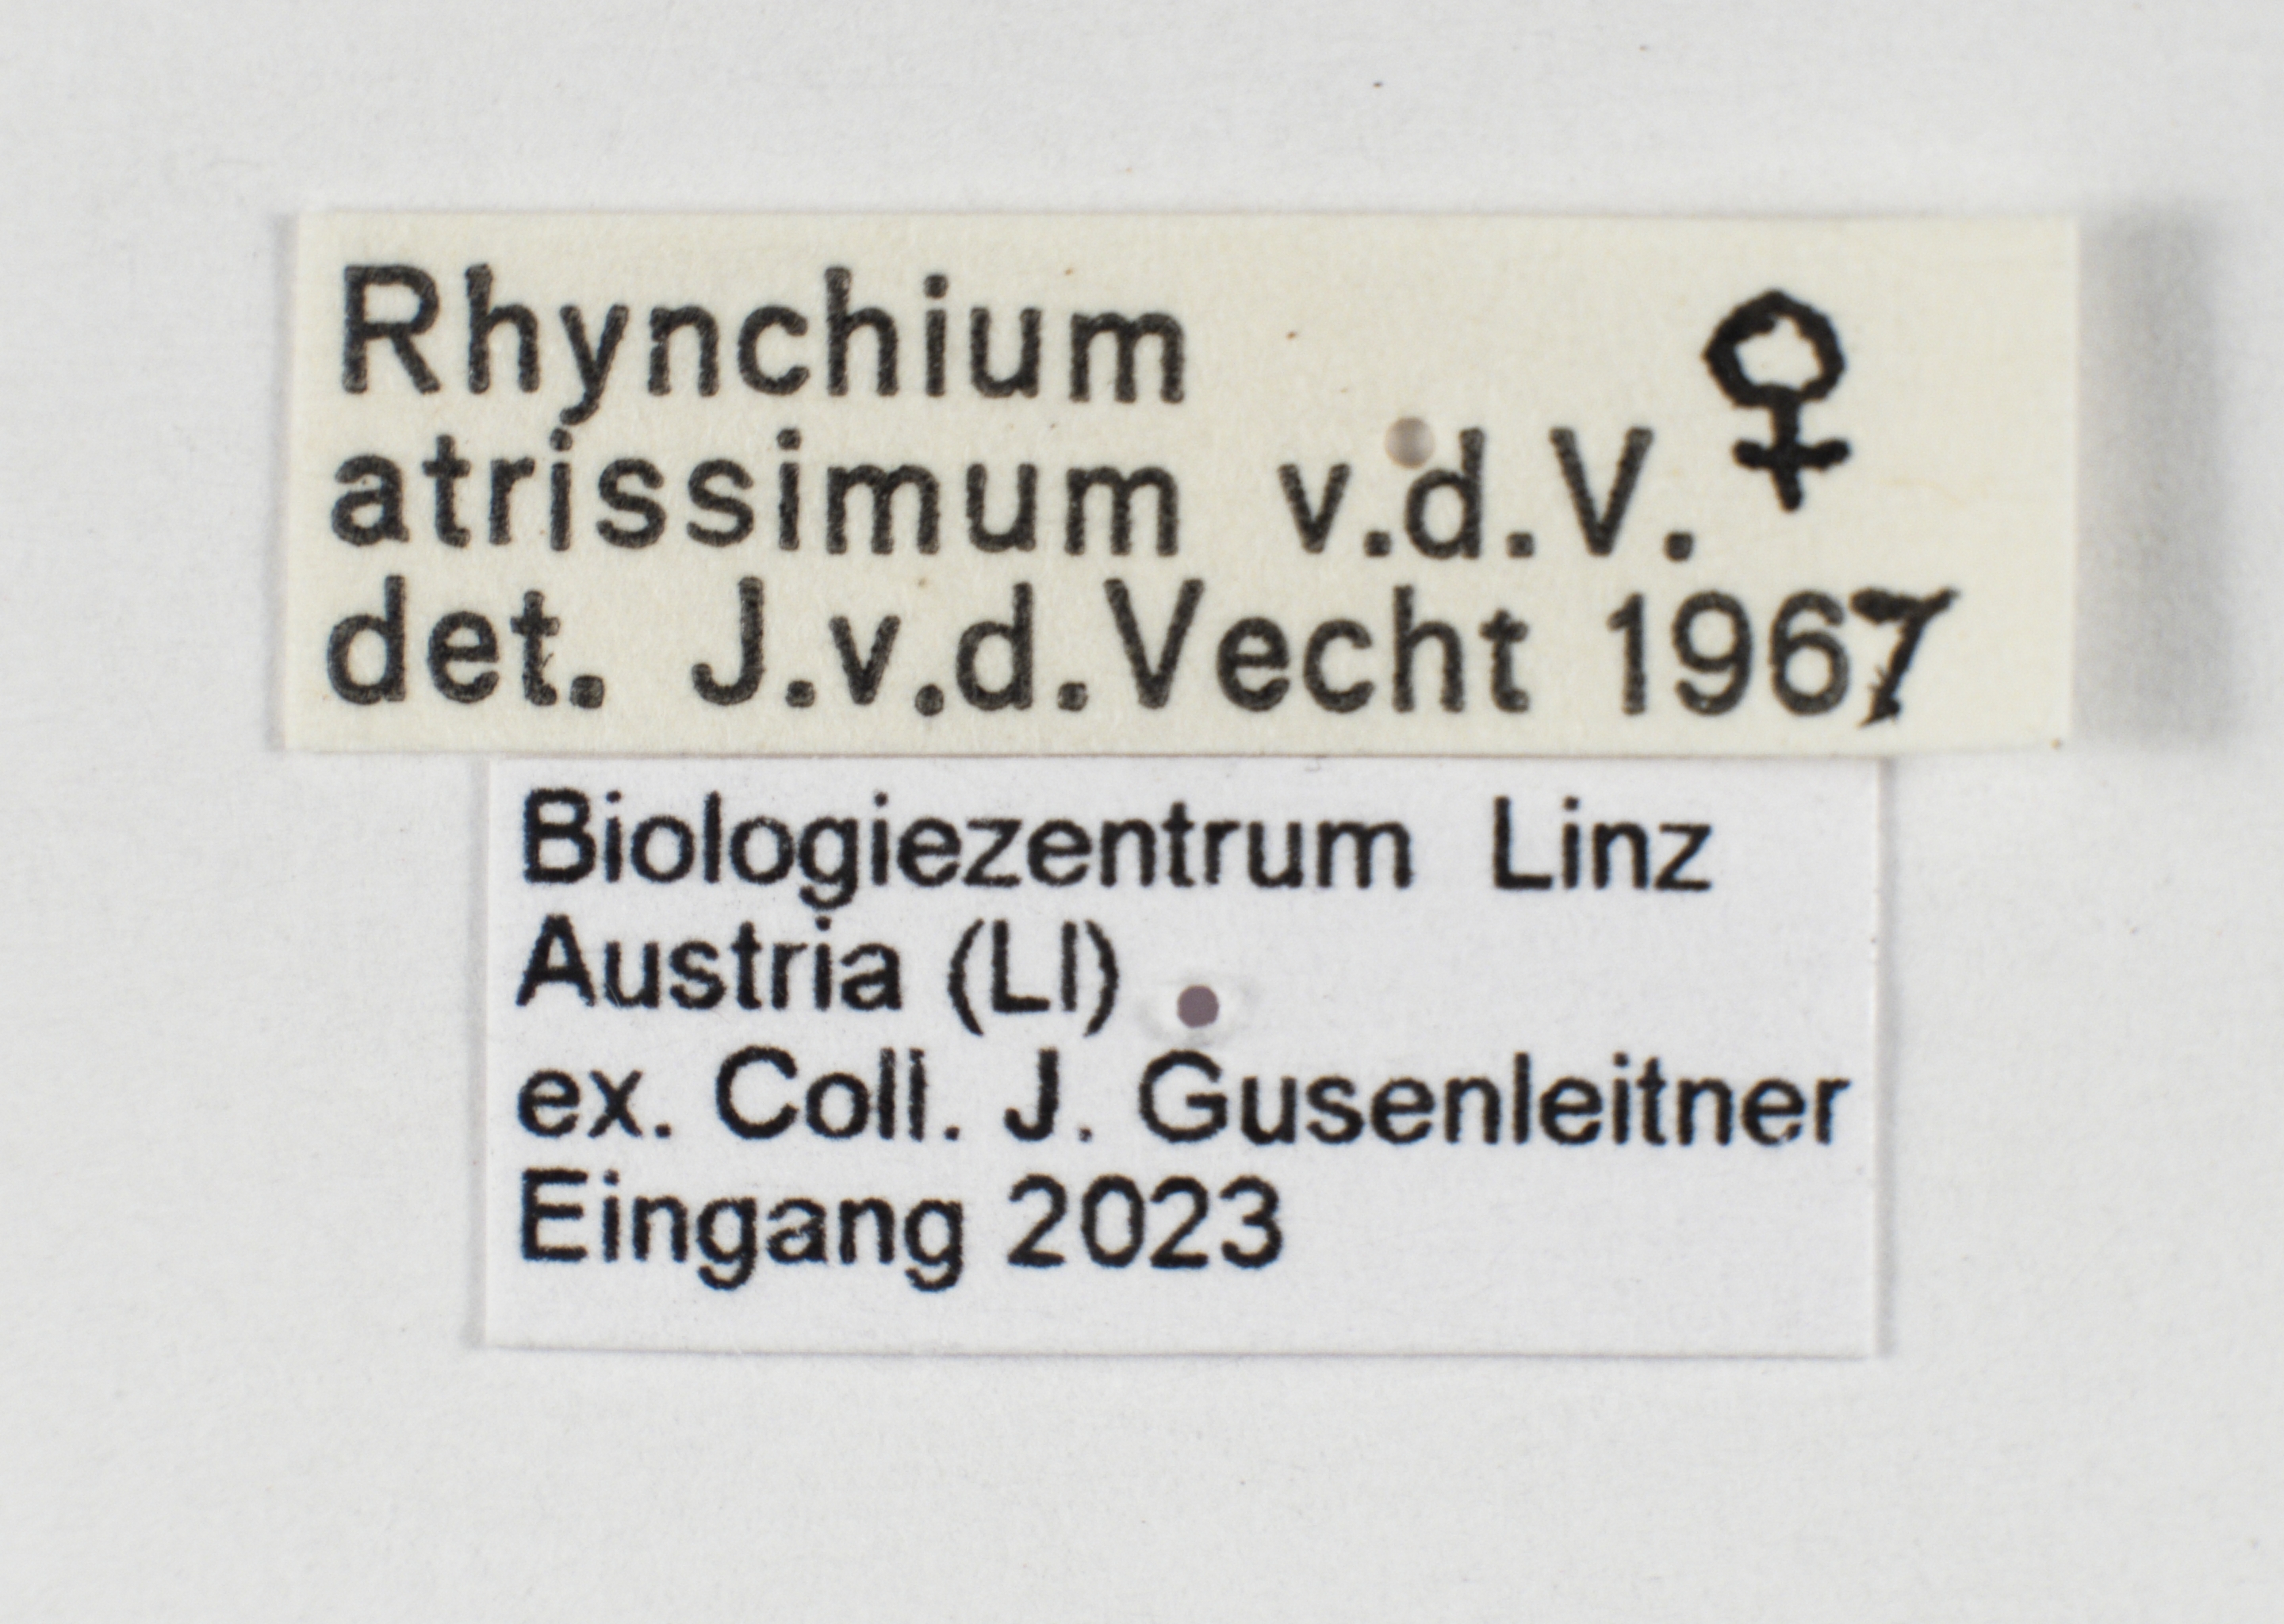 Rhynchium ♀
atrissimum v.d.V.
det. J.v.d.Vecht 1967
Biologiezentrum Linz
Austria (LI)
ex. Coll. J. Gusenleitner
Eingang 2023